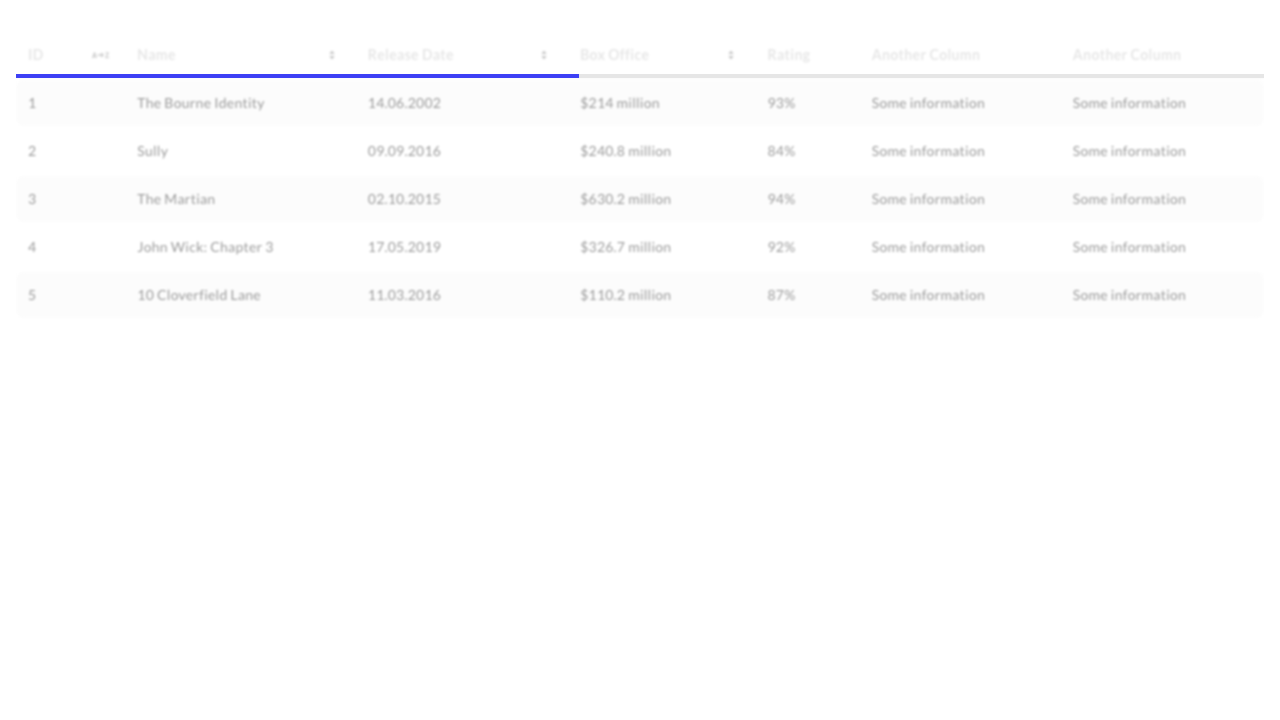 ID A→Z Name Release Date Box Office Rating Another Column Another Column
1 The Bourne Identity 14.06.2002 $214 million 93% Some information Some information
2 Sully 09.09.2016 $240.8 million 84% Some information Some information
3 The Martian 02.10.2015 $630.2 million 94% Some information Some information
4 John Wick: Chapter 3 17.05.2019 $326.7 million 92% Some information Some information
5 10 Cloverfield Lane 11.03.2016 $110.2 million 87% Some information Some information